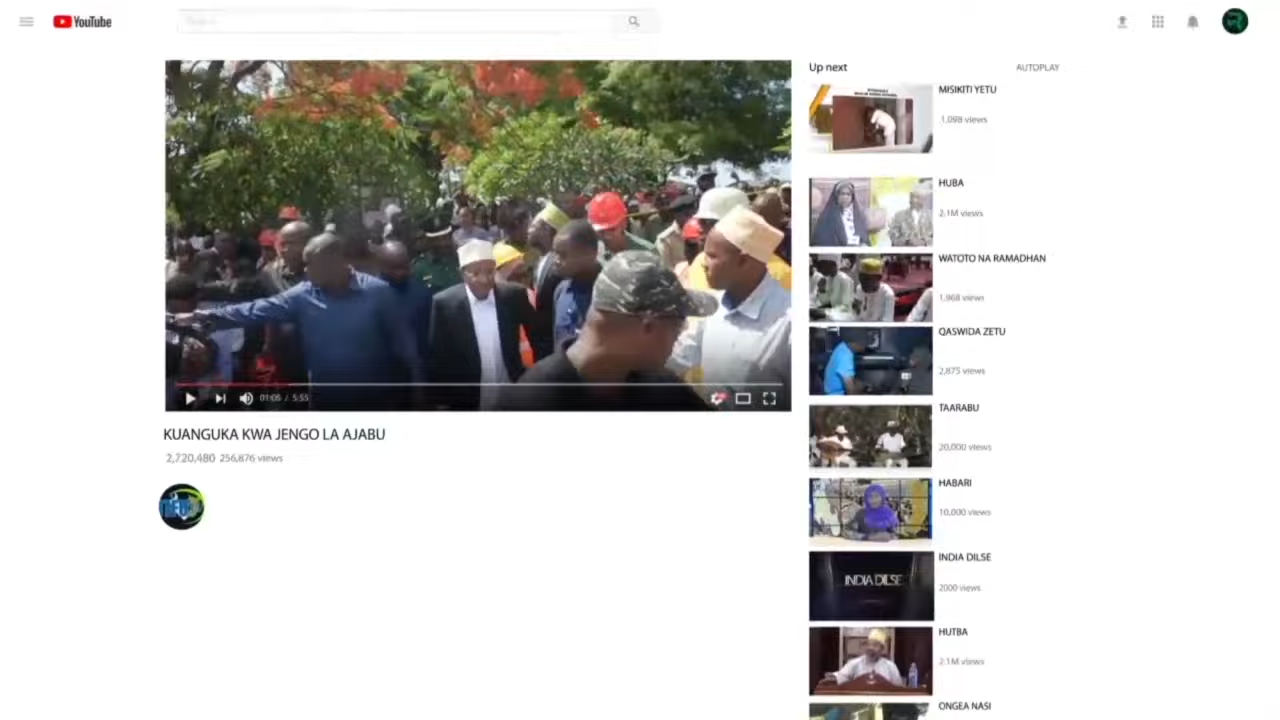 YouTube
01:05 / 5:55
KUANGUKA KWA JENGO LA AJABU
2,720,480 256,876 views
Up next
AUTOPLAY
MISIKITI YETU
1,098 views
HUBA
2.1M views
WATOTO NA RAMADHAN
1,968 views
QASWIDA ZETU
2,875 views
TAARABU
20,000 views
HABARI
10,000 views
INDIA DILSE
INDIA DILSE
2000 views
HUTBA
2.1M views
ONGEA NASI